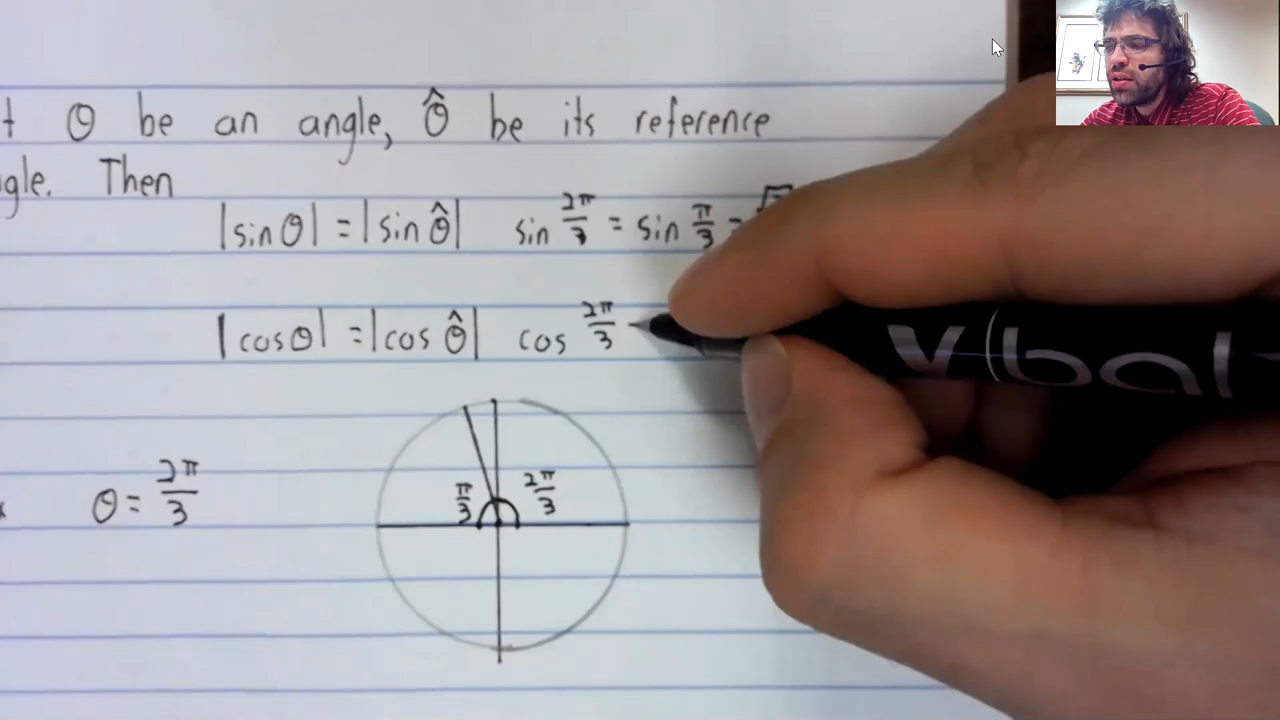 θ be an angle, θ̂ be its reference
Then
|sin θ| = |sin θ̂| sin 2π/3 = sin π/3 =
|cos θ| = |cos θ̂| cos 2π/3
θ = 2π/3
π/3 2π/3